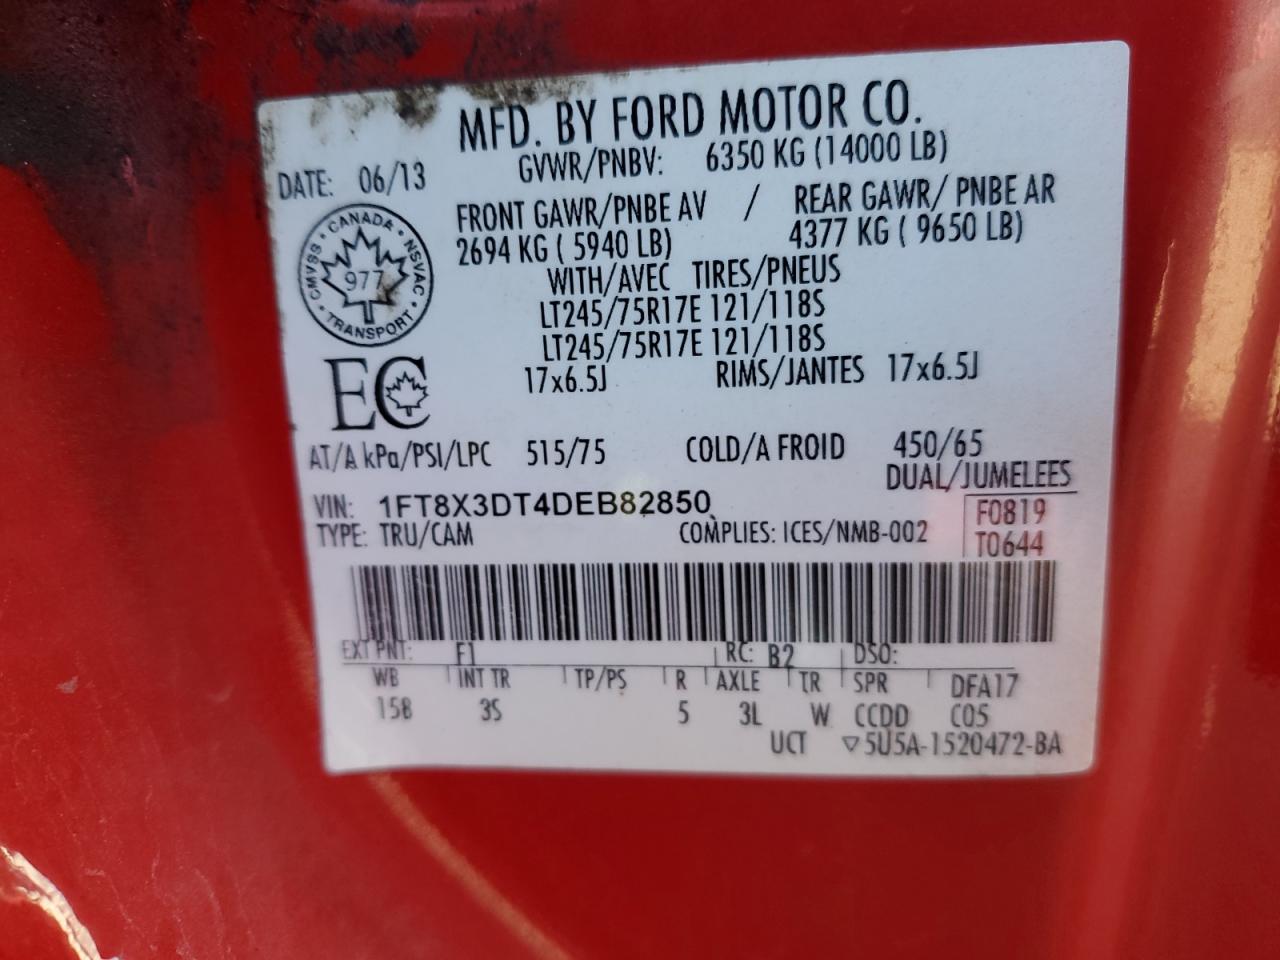 MFD. BY FORD MOTOR CO.
DATE: 06/13
GVWR/PNBV: 6350 KG (14000 LB)
FRONT GAWR/PNBE AV / REAR GAWR/ PNBE AR
2694 KG ( 5940 LB) 4377 KG ( 9650 LB)
WITH/AVEC TIRES/PNEUS
LT245/75R17E 121/118S
LT245/75R17E 121/118S
17x6.5J RIMS/JANTES 17x6.5J
CANADA
CMVSS 977 NSVAC
TRANSPORT
EC
AT/A kPa/PSI/LPC 515/75 COLD/A FROID 450/65
DUAL/JUMELEES
VIN: 1FT8X3DT4DEB82850
F0819
TYPE: TRU/CAM COMPLIES: ICES/NMB-002
T0644
EXT PNT: F1 RC: B2 DSO:
WB INT TR TP/PS R AXLE TR SPR DFA17
158 3S 5 3L W CCDD C05
UCT ▽5U5A-1520472-BA